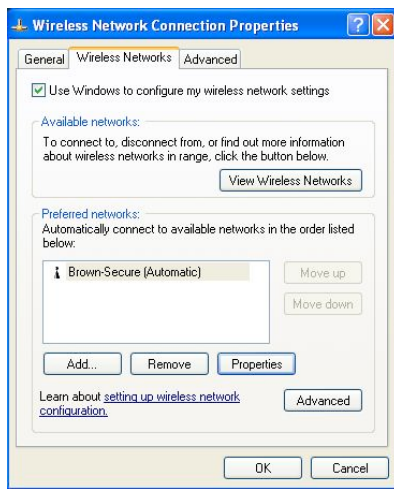 Wireless Network Connection Properties
General Wireless Networks Advanced
Use Windows to configure my wireless network settings
Available networks:
To connect to, disconnect from, or find out more information
about wireless networks in range, click the button below.
View Wireless Networks
Preferred networks:
Automatically connect to available networks in the order listed
below:
Brown-Secure (Automatic)
Move up
Move down
Add... Remove Properties
Learn about setting up wireless network
configuration.
Advanced
OK Cancel